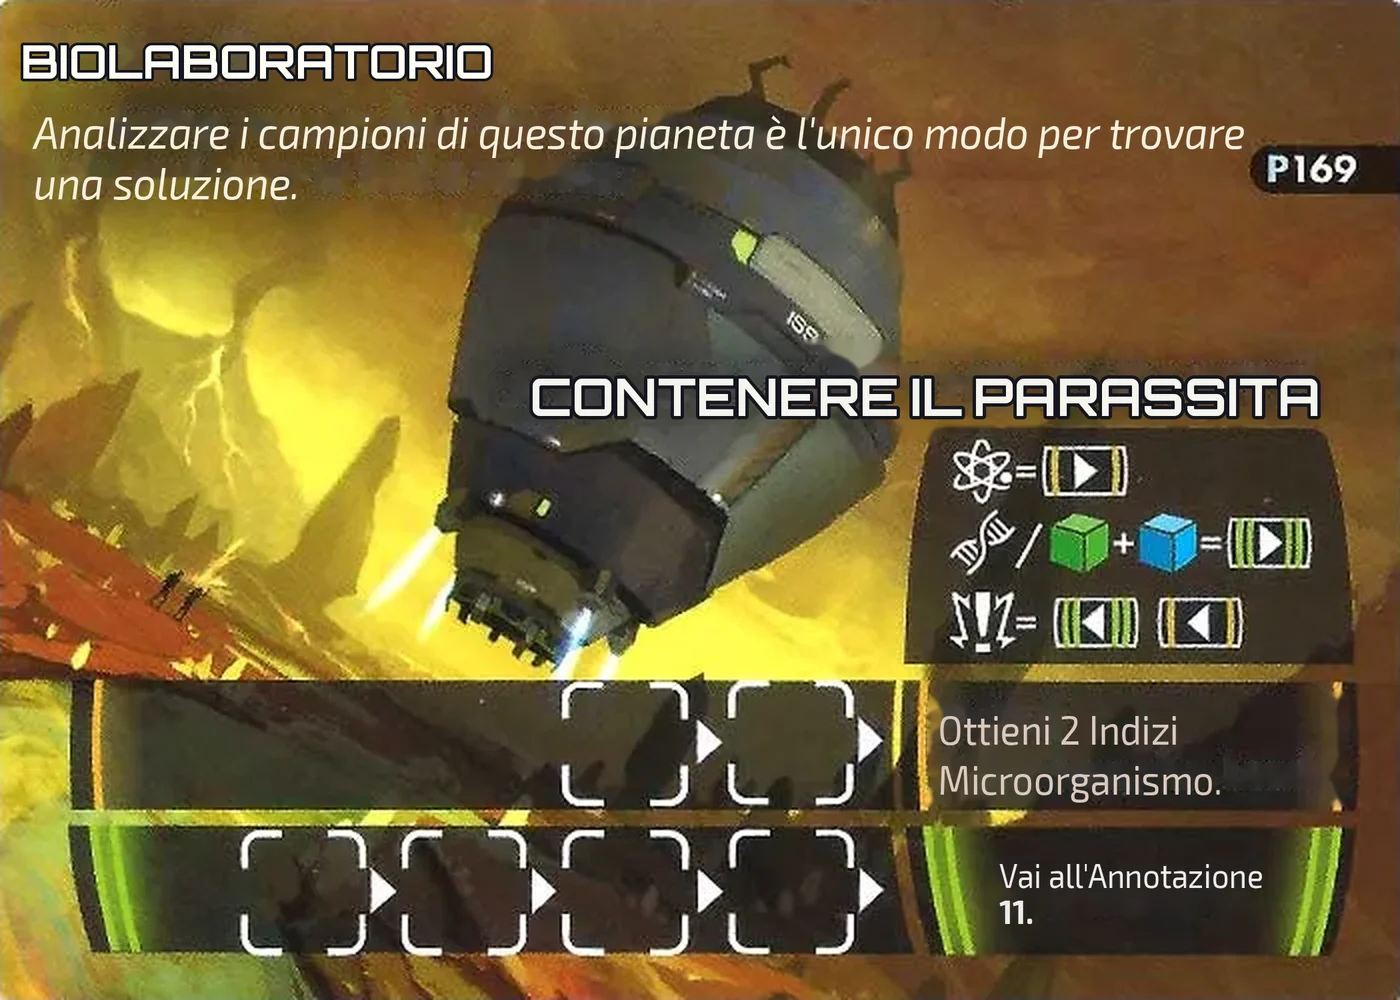 BIOLABORATORIO
Analizzare i campioni di questo pianeta è l'unico modo per trovare
una soluzione.
P169
159
CONTENERE IL PARASSITA
=
/ + =
!=
Ottieni 2 Indizi
Microorganismo.
Vai all'Annotazione
11.